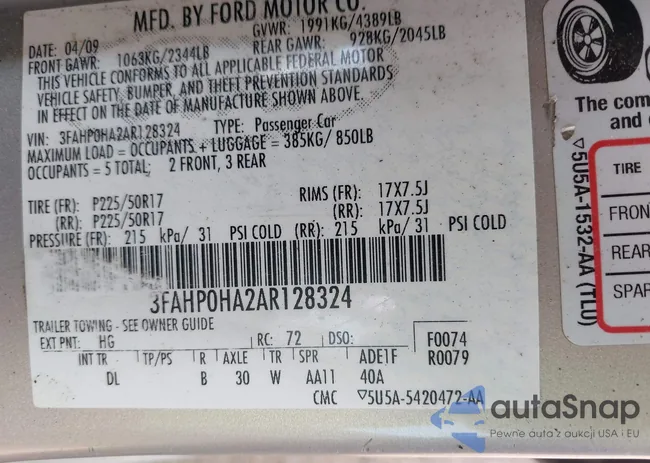 MFD. BY FORD MOTOR CO.
DATE: 04/09
GVWR: 1991KG/4389LB
FRONT GAWR: 1063KG/2344LB
REAR GAWR: 928KG/2045LB
THIS VEHICLE CONFORMS TO ALL APPLICABLE FEDERAL MOTOR
VEHICLE SAFETY, BUMPER, AND THEFT PREVENTION STANDARDS
IN EFFECT ON THE DATE OF MANUFACTURE SHOWN ABOVE.
VIN: 3FAHP0HA2AR128324 TYPE: Passenger Car
MAXIMUM LOAD = OCCUPANTS + LUGGAGE = 385KG/ 850LB
OCCUPANTS = 5 TOTAL; 2 FRONT, 3 REAR
TIRE (FR): P225/50R17 RIMS (FR): 17X7.5J
(RR): P225/50R17 (RR): 17X7.5J
PRESSURE (FR): 215 kPa/ 31 PSI COLD (RR): 215 kPa/ 31 PSI COLD
3FAHP0HA2AR128324
TRAILER TOWING - SEE OWNER GUIDE
EXT PNT: HG RC: 72 DSO: F0074
R0079
INT TR TP/PS R AXLE TR SPR ADE1F
DL B 30 W AA11 40A
CMC ▽5U5A-5420472-AA
The com
and
▽5U5A-1532-AA (TLU)
TIRE
FRON
REAR
SPAR
autaSnap
Pewne auta z aukcji USA i EU